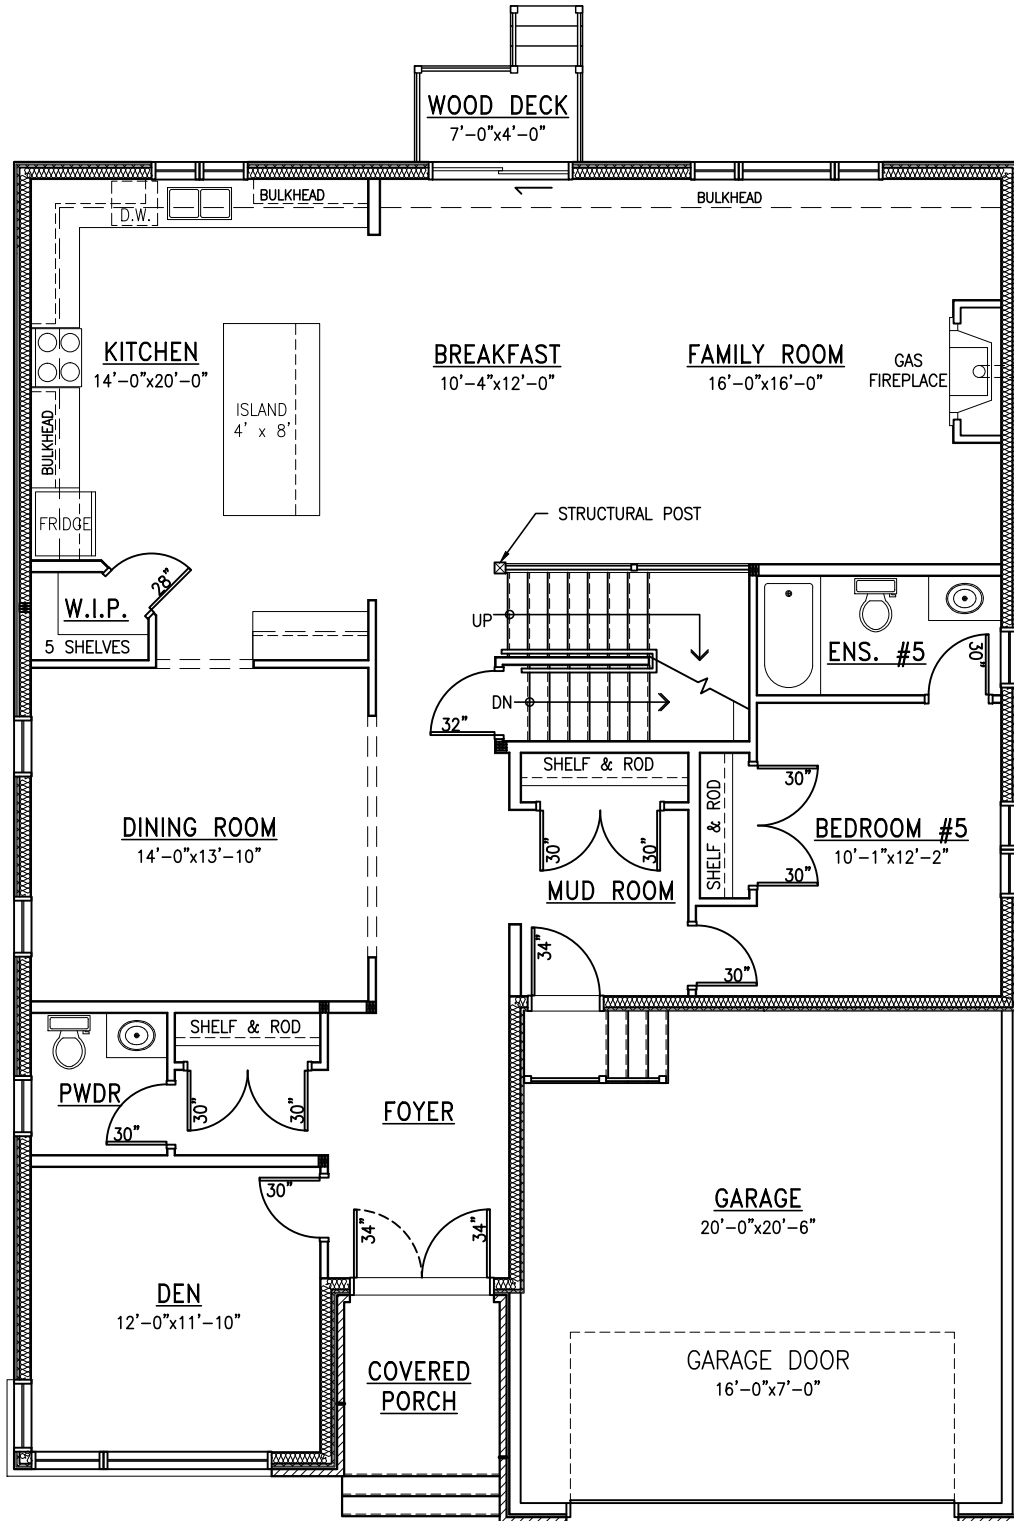 WOOD DECK
7'-0"x4'-0"
D.W.
BULKHEAD
BULKHEAD
KITCHEN
14'-0"x20'-0"
BREAKFAST
10'-4"x12'-0"
FAMILY ROOM
16'-0"x16'-0"
GAS
FIREPLACE
ISLAND
4' x 8'
BULKHEAD
FRIDGE
STRUCTURAL POST
28"
W.I.P.
5 SHELVES
UP
ENS. #5
30"
DN
32"
SHELF & ROD
30"
SHELF & ROD
DINING ROOM
14'-0"x13'-10"
BEDROOM #5
10'-1"x12'-2"
30"
30"
30"
MUD ROOM
34"
30"
SHELF & ROD
PWDR
30"
30"
30"
FOYER
30"
34"
34"
GARAGE
20'-0"x20'-6"
DEN
12'-0"x11'-10"
COVERED
PORCH
GARAGE DOOR
16'-0"x7'-0"